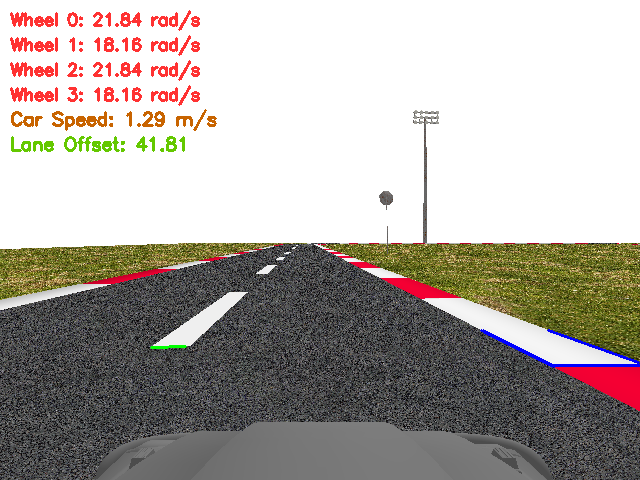 Wheel 0: 21.84 rad/s
Wheel 1: 18.16 rad/s
Wheel 2: 21.84 rad/s
Wheel 3: 18.16 rad/s
Car Speed: 1.29 m/s
Lane Offset: 41.81